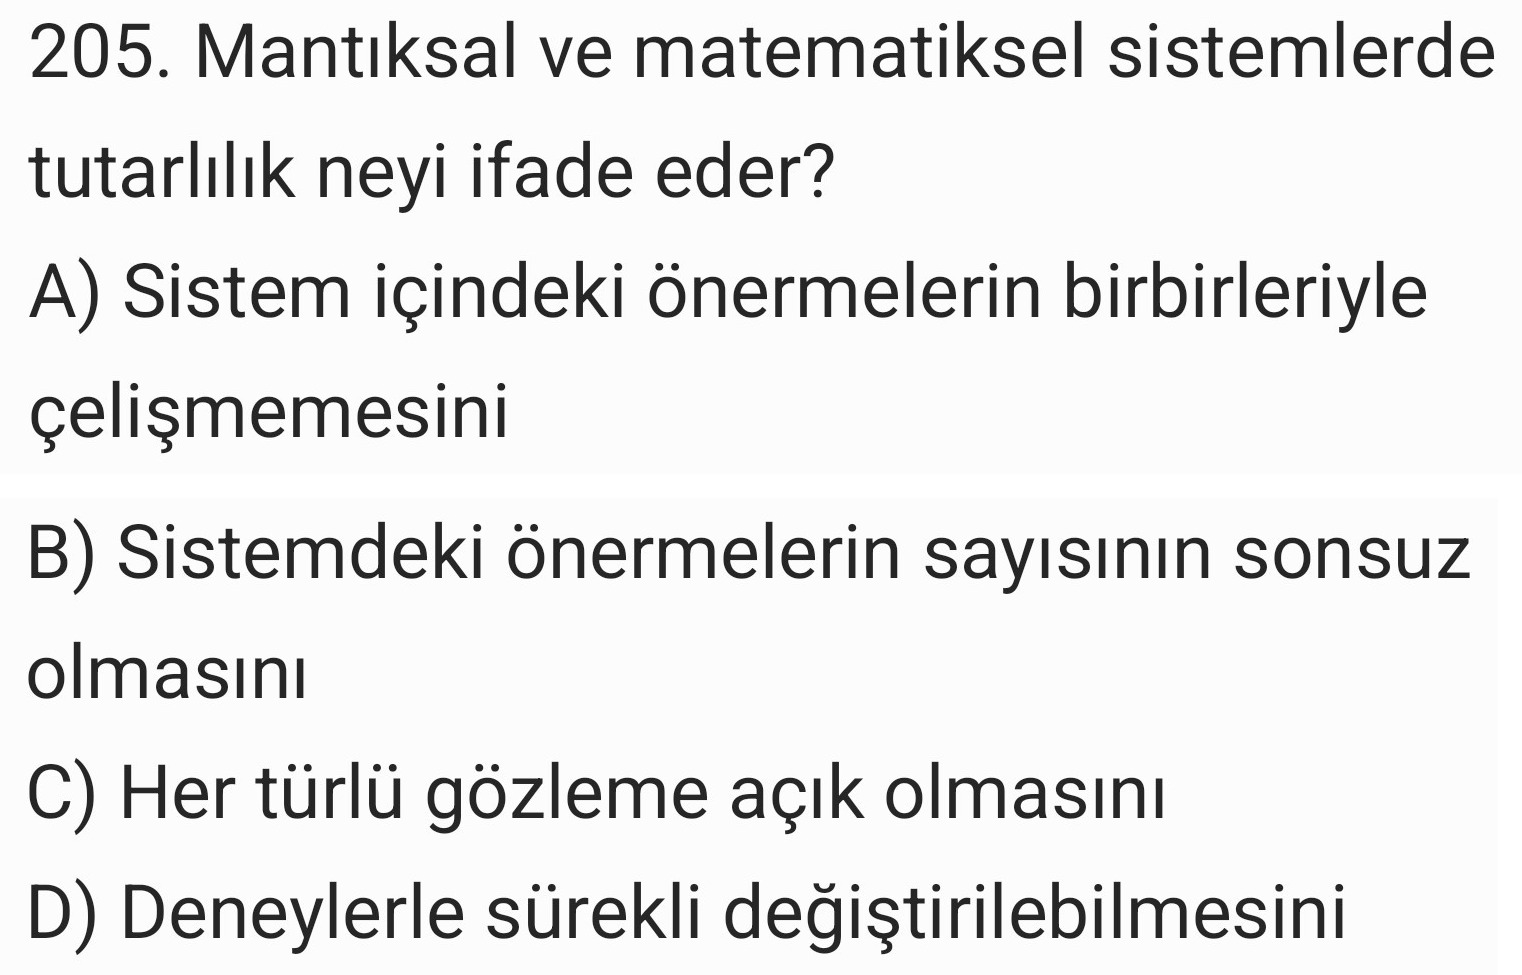 205. Mantıksal ve matematiksel sistemlerde
tutarlılık neyi ifade eder?
A) Sistem içindeki önermelerin birbirleriyle
çelişmemesini
B) Sistemdeki önermelerin sayısının sonsuz
olmasını
C) Her türlü gözleme açık olmasını
D) Deneylerle sürekli değiştirilebilmesini